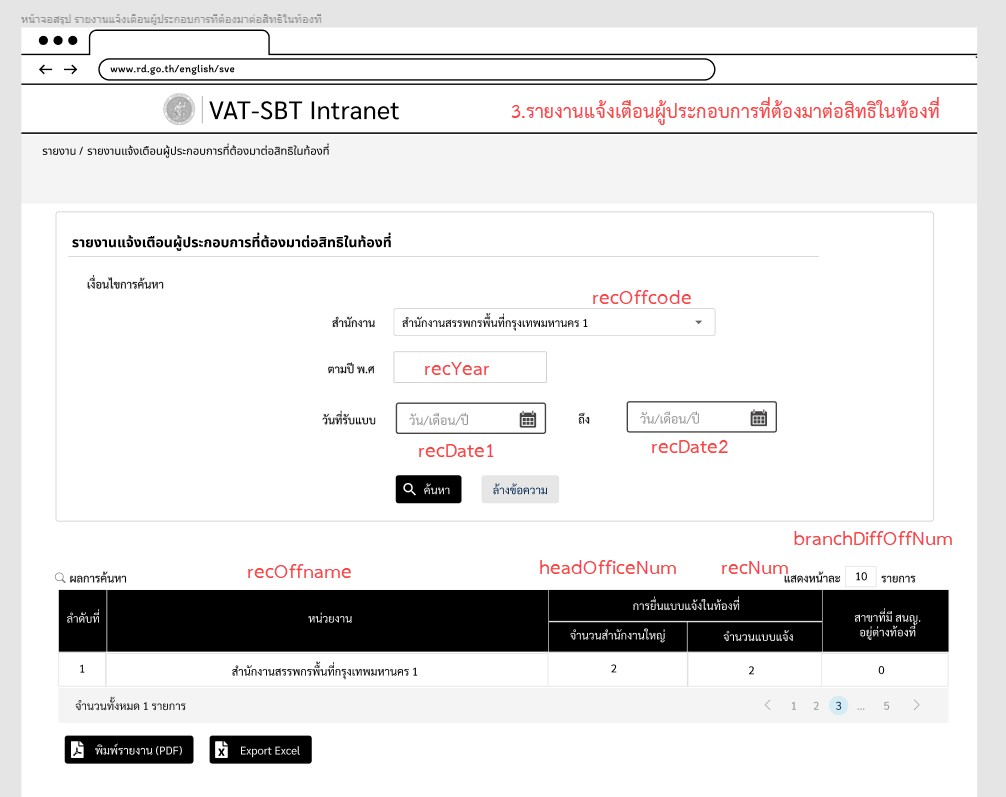 หน้าจอสรุป รายงานแจ้งเตือนผู้ประกอบการที่ต้องมาต่อสิทธิในท้องที่
www.rd.go.th/english/sve
VAT-SBT Intranet
3.รายงานแจ้งเตือนผู้ประกอบการที่ต้องมาต่อสิทธิในท้องที่
รายงาน / รายงานแจ้งเตือนผู้ประกอบการที่ต้องมาต่อสิทธิในท้องที่
รายงานแจ้งเตือนผู้ประกอบการที่ต้องมาต่อสิทธิในท้องที่
เงื่อนไขการค้นหา
recOffcode
สำนักงาน สำนักงานสรรพกรพื้นที่กรุงเทพมหานคร 1
ตามปี พ.ศ recYear
วันที่รับแบบ วัน/เดือน/ปี ถึง วัน/เดือน/ปี
recDate1 recDate2
ค้นหา ล้างข้อความ
branchDiffOffNum
recOffname headOfficeNum recNum
ผลการค้นหา แสดงหน้าละ 10 รายการ
ลำดับที่ หน่วยงาน การยื่นแบบแจ้งในท้องที่ สาขาที่มี สนญ.
อยู่ต่างท้องที่
จำนวนสำนักงานใหญ่ จำนวนแบบแจ้ง
1 สำนักงานสรรพกรพื้นที่กรุงเทพมหานคร 1 2 2 0
จำนวนทั้งหมด 1 รายการ 1 2 3 ... 5
พิมพ์รายงาน (PDF) Export Excel